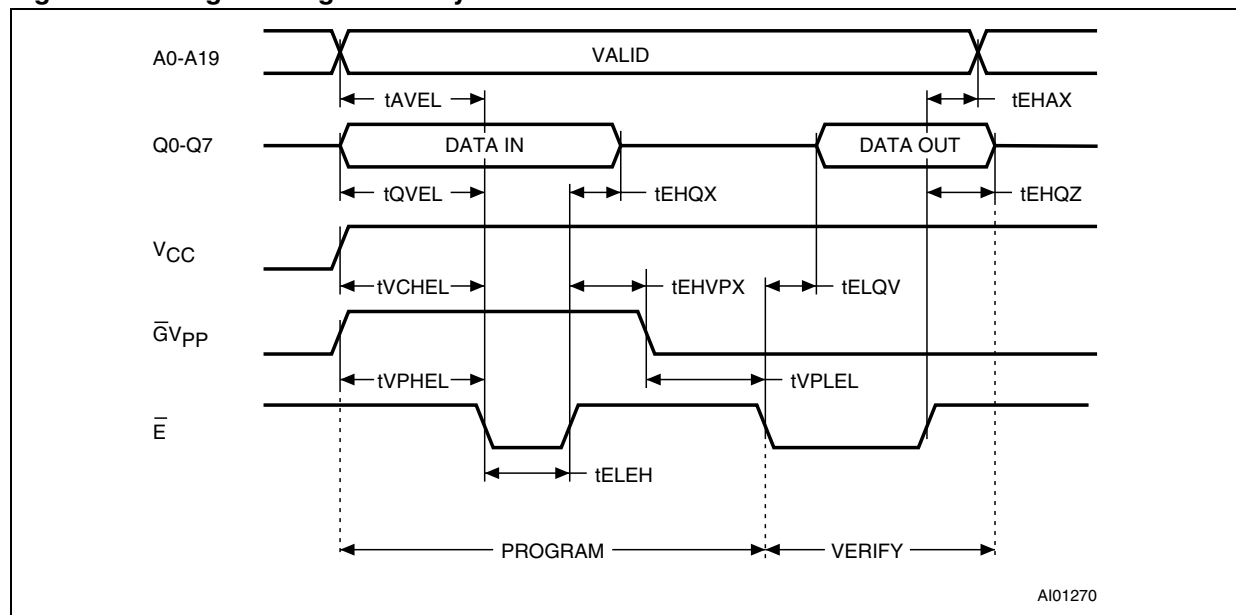 A0-A19
VALID
tAVEL
tEHAX
Q0-Q7
DATA IN
DATA OUT
tQVEL
tEHQX
tEHQZ
VCC
tVCHEL
tEHVPX
tELQV
G̅VPP
tVPHEL
tVPLEL
E̅
tELEH
PROGRAM
VERIFY
AI01270